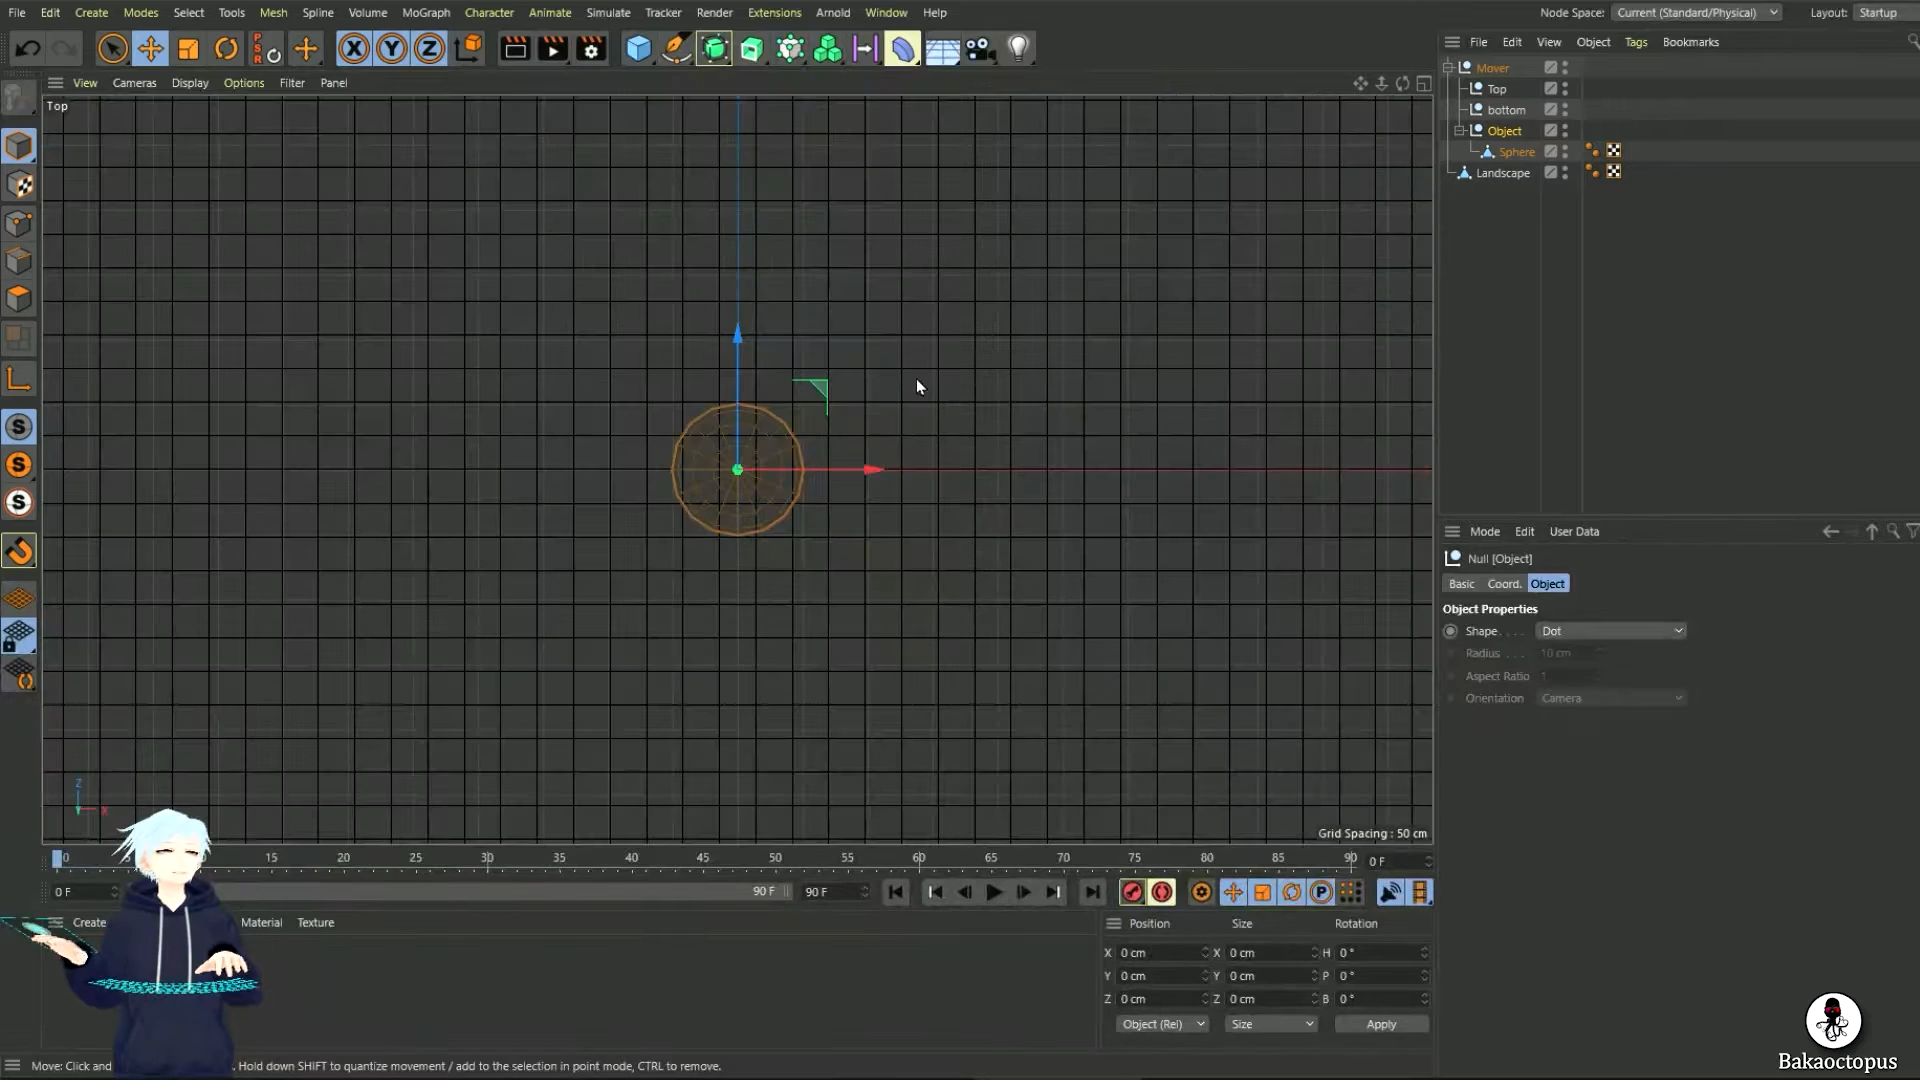 File Edit Create Modes Select Tools Mesh Spline Volume MoGraph Character Animate Simulate Tracker Render Extensions Arnold Window Help
Node Space: Current (Standard/Physical) Layout: Startup
PSR X Y Z
File Edit View Object Tags Bookmarks
View Cameras Display Options Filter Panel
Top
Mover
Top
bottom
Object
Sphere
Landscape
S
S
S
Mode Edit User Data
Null [Object]
Basic Coord. Object
Object Properties
Shape . . . . Dot
Radius . . . 10 cm
Aspect Ratio 1
Orientation Camera
Z
X
Grid Spacing : 50 cm
0 15 20 25 30 35 40 45 50 55 60 65 70 75 80 85 90 0 F
0 F 90 F 90 F P
Create Material Texture
Position Size Rotation
X 0 cm X 0 cm H 0 °
Y 0 cm Y 0 cm P 0 °
Z 0 cm Z 0 cm B 0 °
Object (Rel) Size Apply
Move: Click and . Hold down SHIFT to quantize movement / add to the selection in point mode, CTRL to remove.
Bakaoctopus